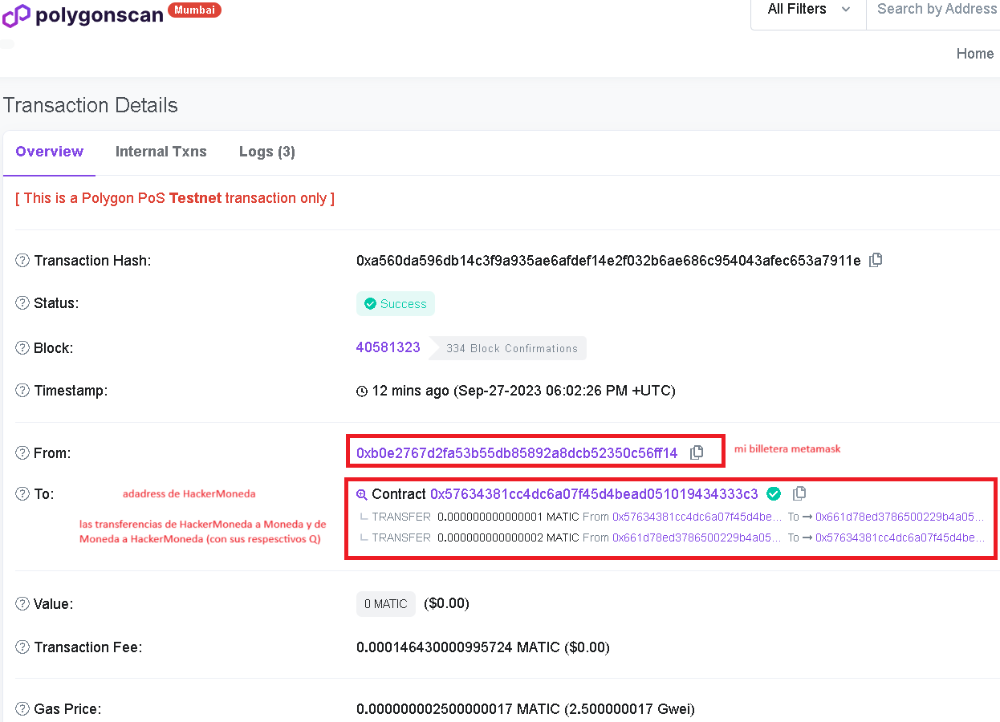 polygonscan Mumbai
All Filters
Search by Address
Home
Transaction Details
Overview
Internal Txns
Logs (3)
[ This is a Polygon PoS Testnet transaction only ]
Transaction Hash:
0xa560da596db14c3f9a935ae6afdef14e2f032b6ae686c954043afec653a7911e
Status:
Success
Block:
40581323
334 Block Confirmations
Timestamp:
12 mins ago (Sep-27-2023 06:02:26 PM +UTC)
From:
0xb0e2767d2fa53b55db85892a8dcb52350c56ff14
mi billetera metamask
To:
adadress de HackerMoneda
Contract 0x57634381cc4dc6a07f45d4bead051019434333c3
las transferencias de HackerMoneda a Moneda y de
Moneda a HackerMoneda (con sus respesctivos Q)
TRANSFER 0.000000000000001 MATIC From 0x57634381cc4dc6a07f45d4be... To → 0x661d78ed3786500229b4a05...
TRANSFER 0.000000000000002 MATIC From 0x661d78ed3786500229b4a05... To → 0x57634381cc4dc6a07f45d4be...
Value:
0 MATIC ($0.00)
Transaction Fee:
0.000146430000995724 MATIC ($0.00)
Gas Price:
0.000000002500000017 MATIC (2.500000017 Gwei)